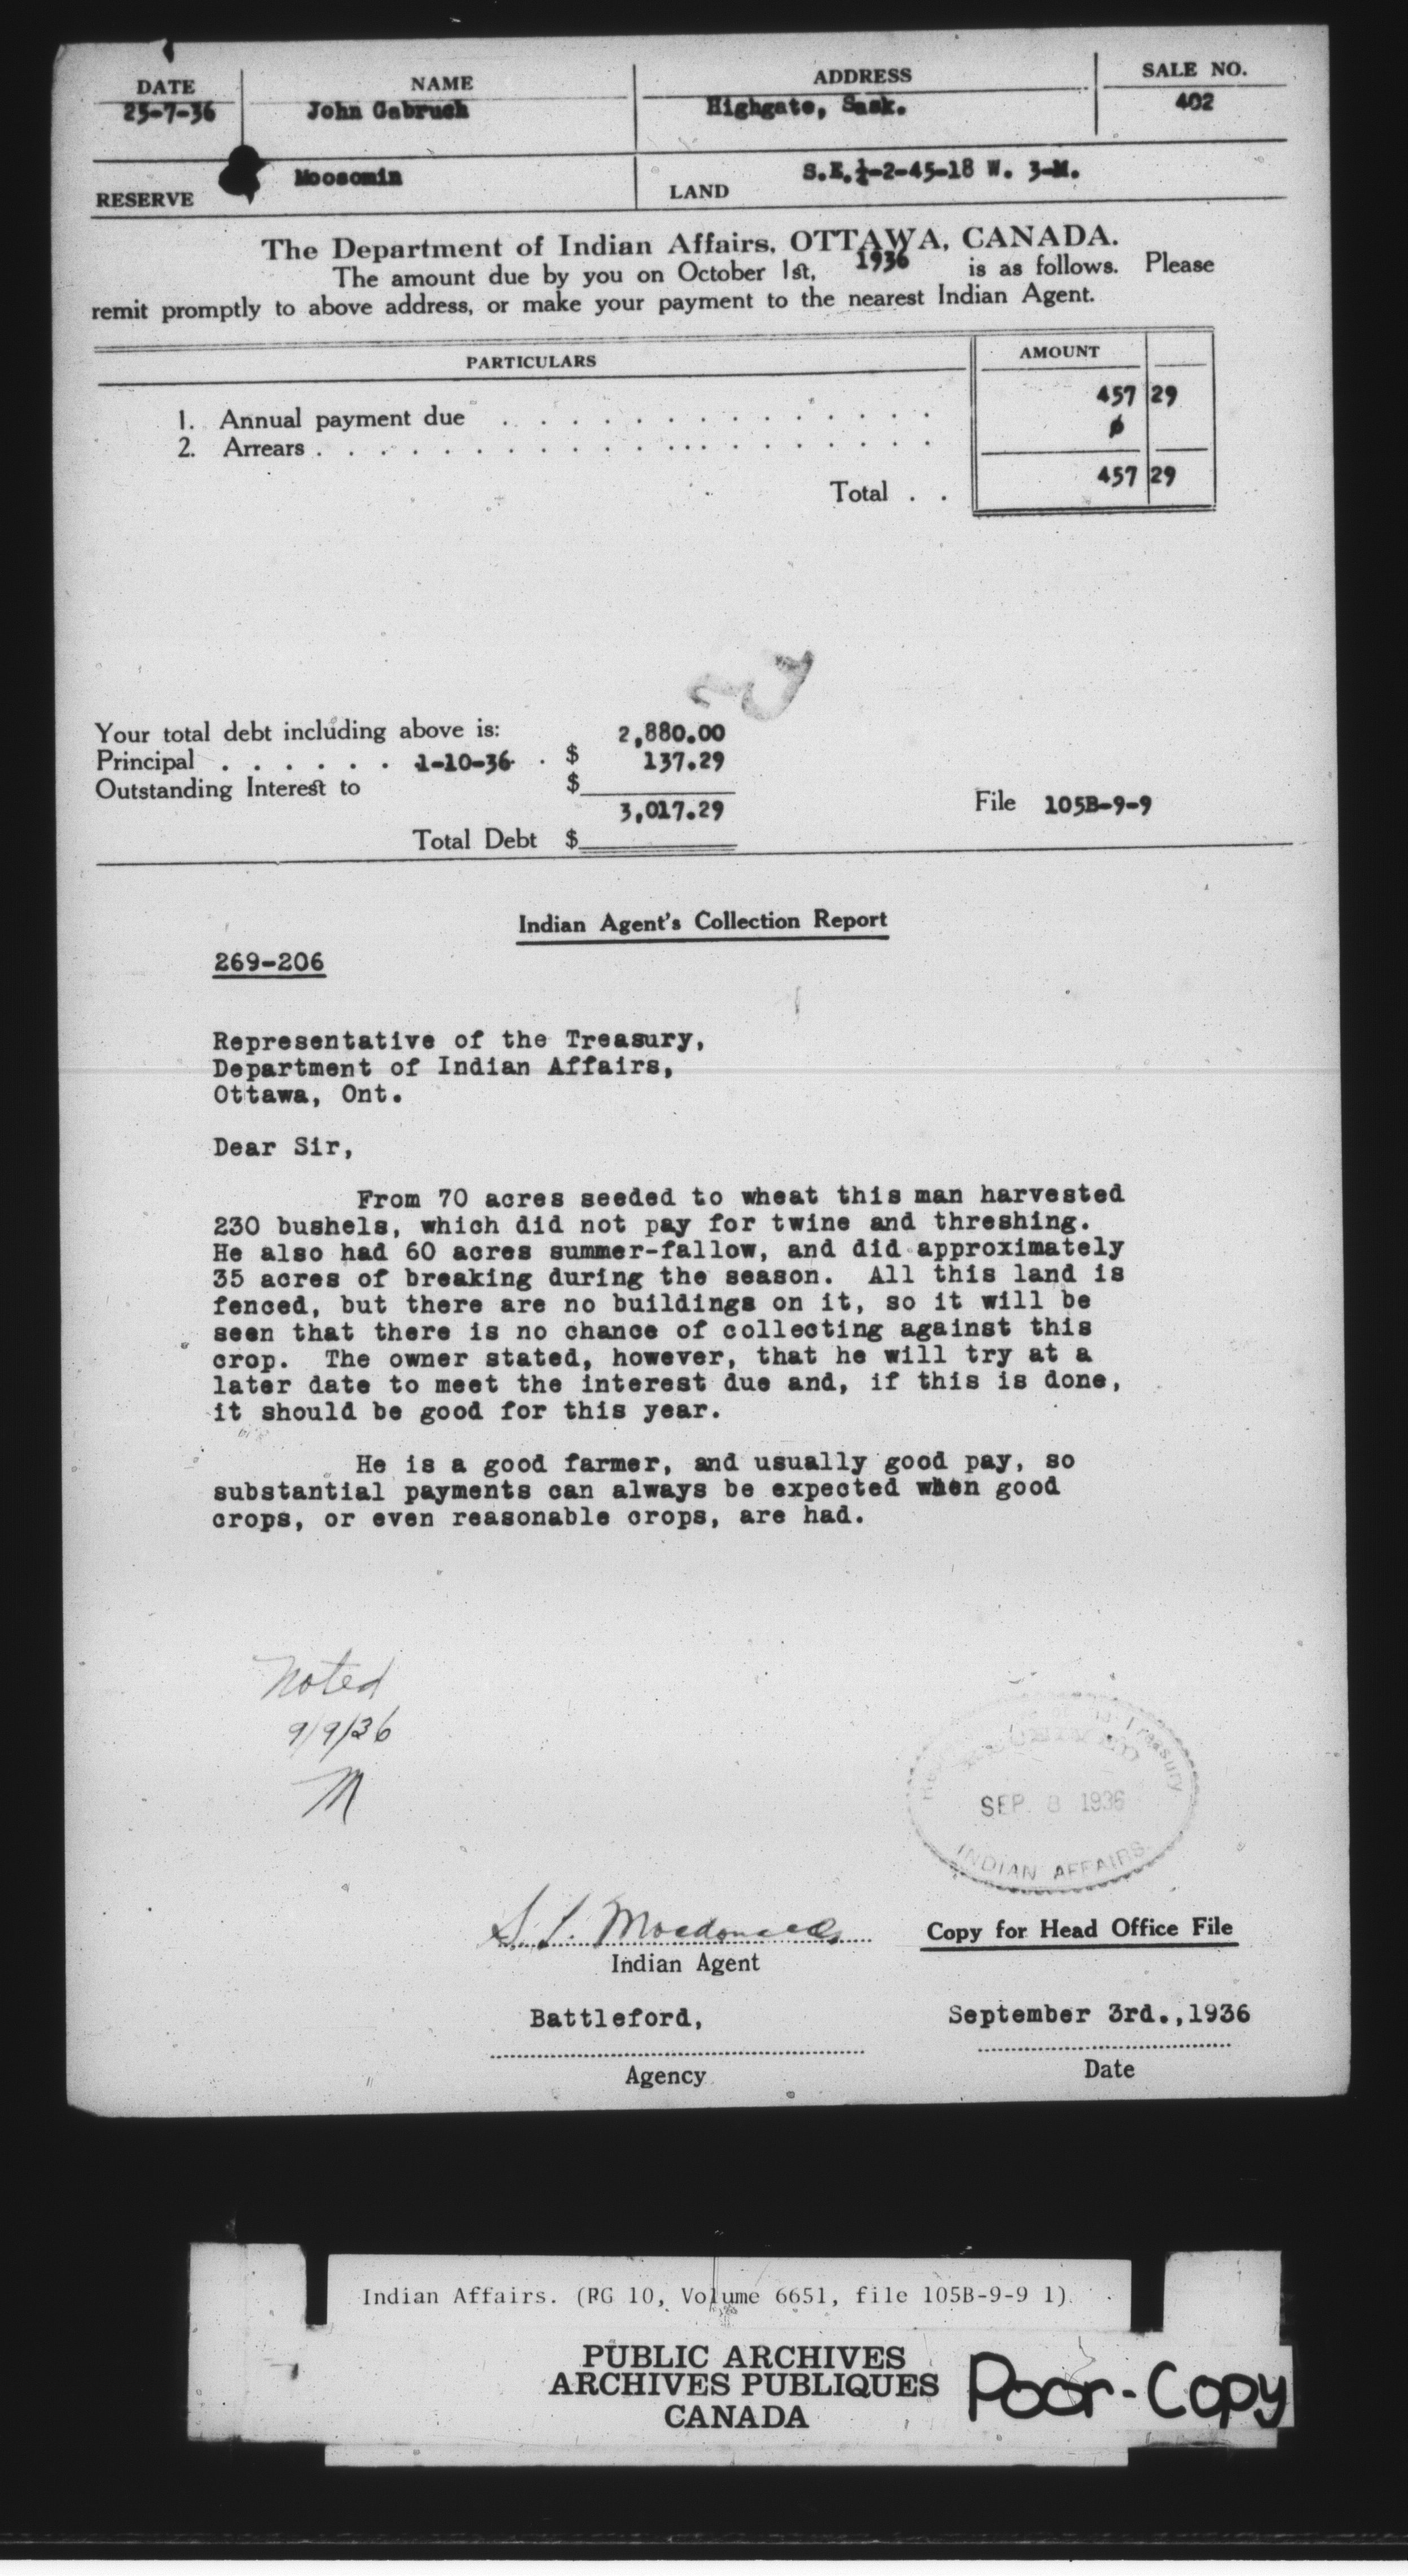 DATE NAME ADDRESS SALE NO.
25-7-36 John Gabruch Highgate, Sask. 402
RESERVE Moosomin LAND S.E.¼-2-45-18 W. 3-M.
The Department of Indian Affairs, OTTAWA, CANADA.
The amount due by you on October 1st, 1936 is as follows. Please
remit promptly to above address, or make your payment to the nearest Indian Agent.
PARTICULARS AMOUNT
1. Annual payment due . . . . . . . . . . . . 457 29
2. Arrears . . . . . . . . . . . . . . . . . ø
Total . . 457 29
Your total debt including above is: 2,880.00
Principal . . . . . . 1-10-36 . $ 137.29
Outstanding Interest to $
3,017.29
File 105B-9-9
Total Debt $
Indian Agent's Collection Report
269-206
Representative of the Treasury,
Department of Indian Affairs,
Ottawa, Ont.
Dear Sir,
From 70 acres seeded to wheat this man harvested
230 bushels, which did not pay for twine and threshing.
He also had 60 acres summer-fallow, and did approximately
35 acres of breaking during the season. All this land is
fenced, but there are no buildings on it, so it will be
seen that there is no chance of collecting against this
crop. The owner stated, however, that he will try at a
later date to meet the interest due and, if this is done,
it should be good for this year.
He is a good farmer, and usually good pay, so
substantial payments can always be expected when good
crops, or even reasonable crops, are had.
Noted
9/9/36
M
Treasury
RECEIVED
SEP 8 1936
INDIAN AFFAIRS
S. L. Macdonald
Indian Agent
Copy for Head Office File
Battleford,
September 3rd.,1936
Agency
Date
Indian Affairs. (RG 10, Volume 6651, file 105B-9-9 1)
PUBLIC ARCHIVES
ARCHIVES PUBLIQUES
CANADA
Poor-Copy